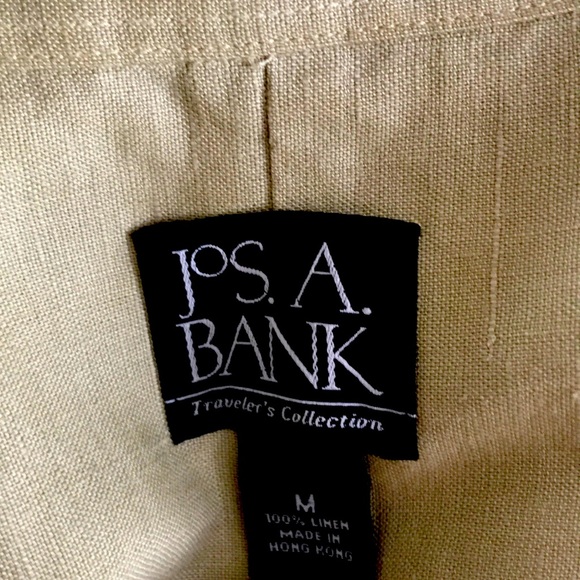 JOS. A.
BANK
Traveler's Collection
M
100% LINEN
MADE IN
HONG KONG